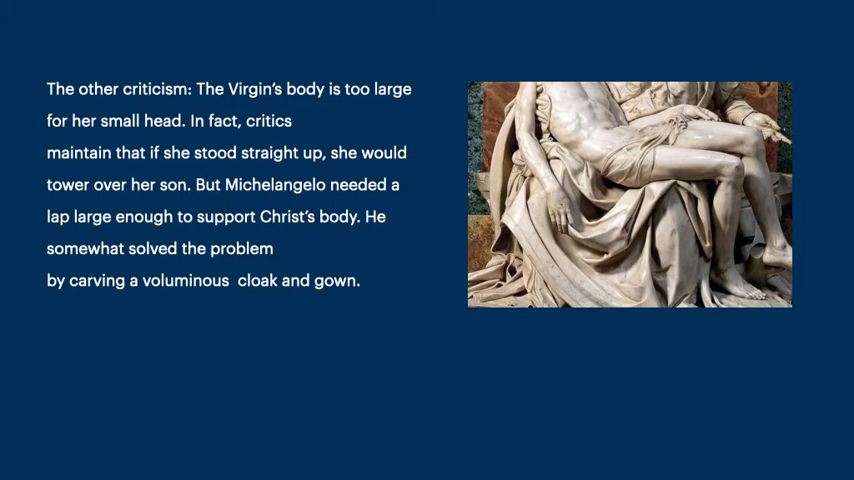 The other criticism: The Virgin’s body is too large
for her small head. In fact, critics
maintain that if she stood straight up, she would
tower over her son. But Michelangelo needed a
lap large enough to support Christ’s body. He
somewhat solved the problem
by carving a voluminous  cloak and gown.